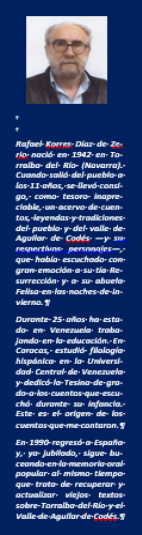 Rafael Korres Díaz de Ze-
río nació en 1942 en To-
rralba del Río (Navarra).
Cuando salió del pueblo a
los 11 años, se llevó consi-
go, como tesoro inapre-
ciable, un acervo de cuen-
tos, leyendas y tradiciones
del pueblo y del valle de
Aguilar de Codés —y su
respectivos personajes—,
que había escuchado con
gran emoción a su tía Re-
surrección y a su abuela
Felisa en las noches de in-
vierno. ¶
Durante 25 años ha esta-
do en Venezuela traba-
jando en la educación. En
Caracas, estudió filología
hispánica en la Universi-
dad Central de Venezuela
y dedicó la Tesina de gra-
do a los cuentos que escu-
chó durante su infancia.
Este es el origen de los
cuentos que me contaron. ¶
En 1990 regresó a España
y, ya jubilado, sigue bu-
ceando en la memoria oral
popular al mismo tiempo
que trata de recuperar y
actualizar viejos textos
sobre Torralba del Río y el
Valle de Aguilar de Codés. ¶